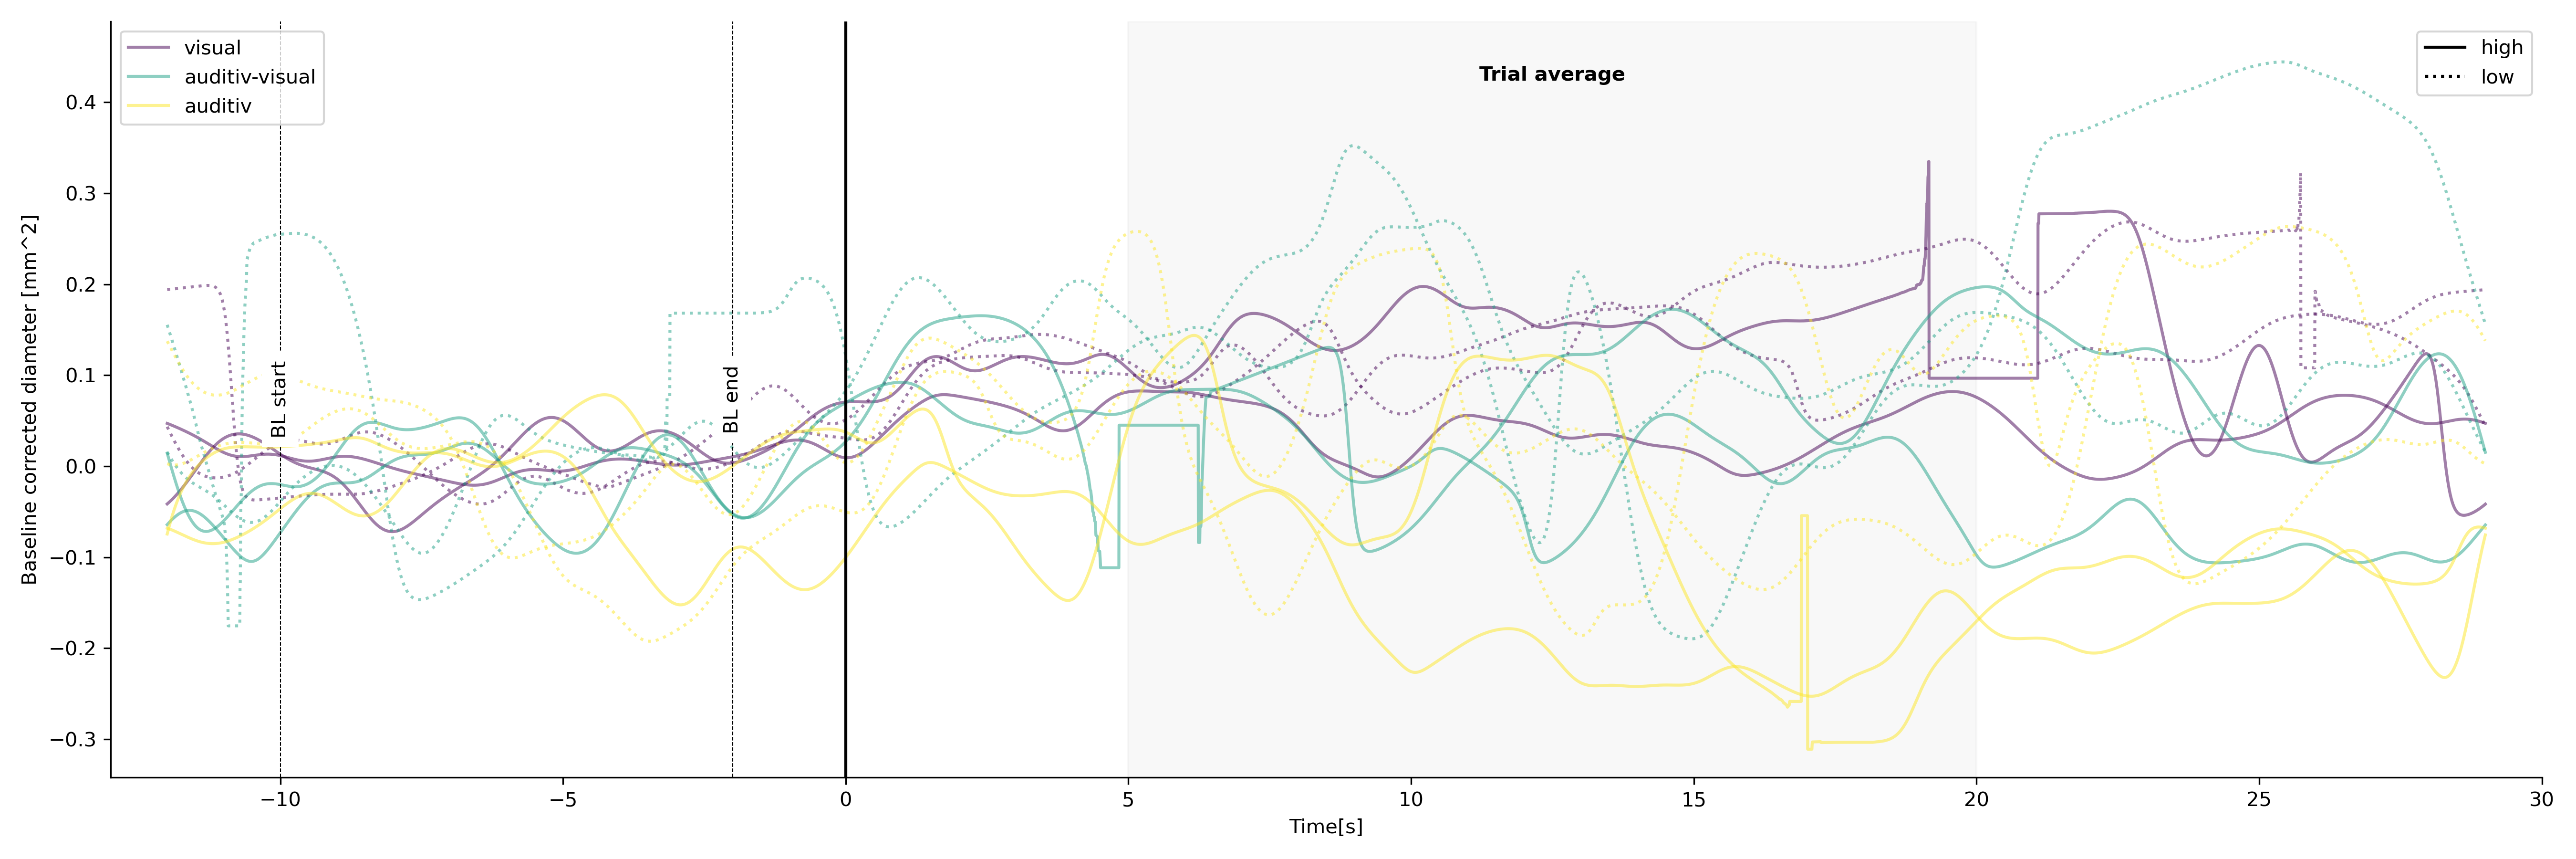 visual
auditiv-visual
auditiv
Trial average
high
low
BL start
BL end
Baseline corrected diameter [mm^2]
0.4
0.3
0.2
0.1
0.0
−0.1
−0.2
−0.3
−10
−5
0
5
10
15
20
25
30
Time[s]